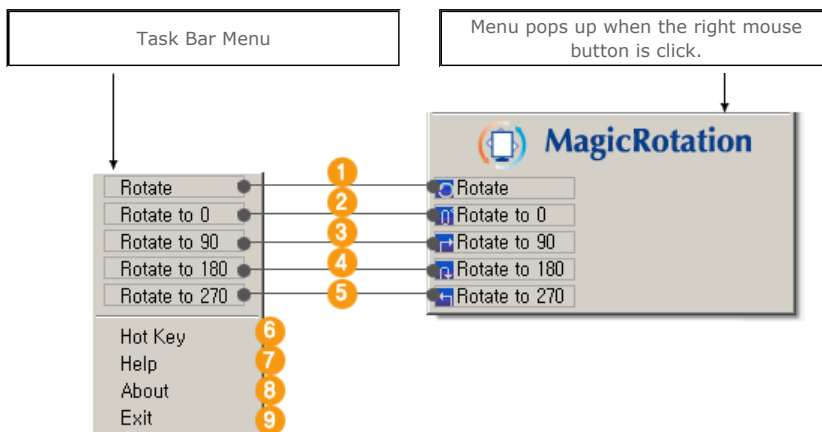 Task Bar Menu
Menu pops up when the right mouse
button is click.
MagicRotation
Rotate
1
Rotate
Rotate to 0
2
Rotate to 0
Rotate to 90
3
Rotate to 90
Rotate to 180
4
Rotate to 180
Rotate to 270
5
Rotate to 270
Hot Key
6
Help
7
About
8
Exit
9